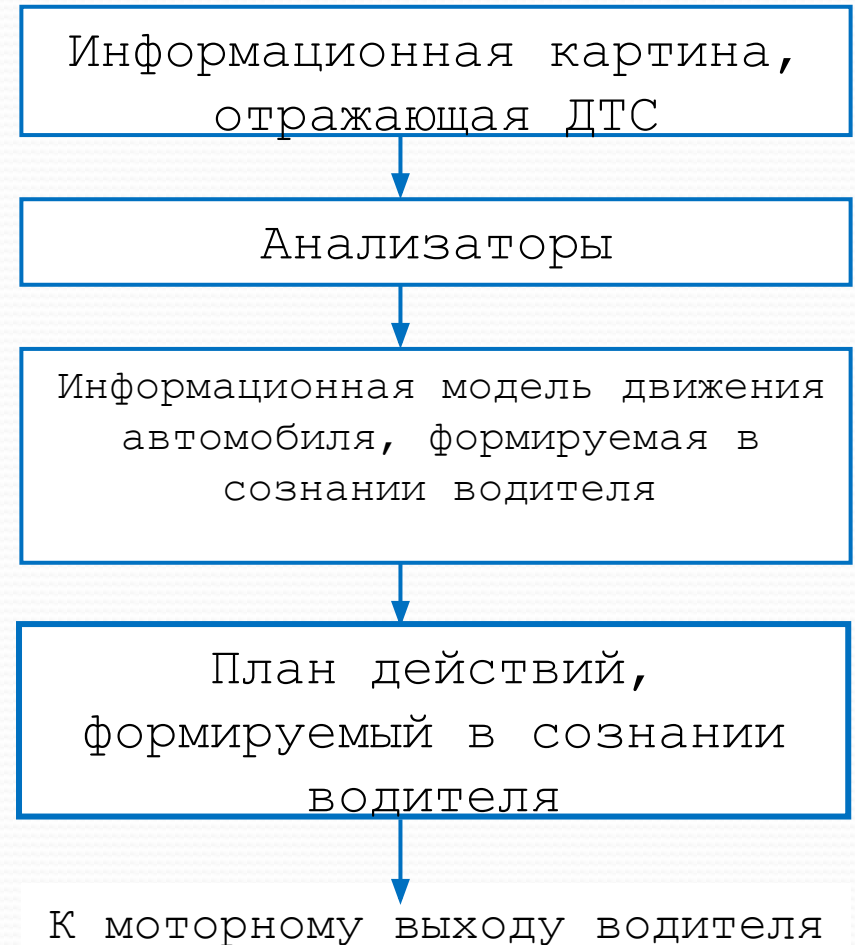 Информационная картина,
отражающая ДТС
Анализаторы
Информационная модель движения
автомобиля, формируемая в
сознании водителя
План действий,
формируемый в сознании
водителя
К моторному выходу водителя